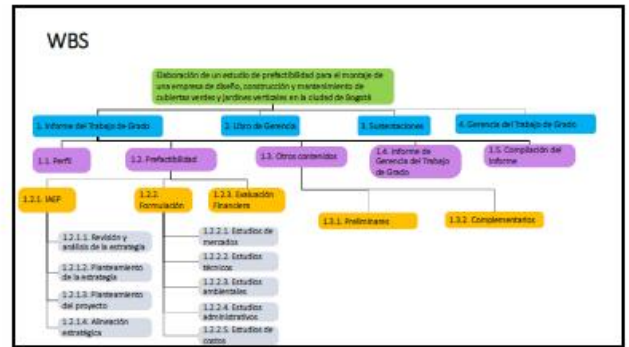 WBS
Elaboración de un estudio de prefactibilidad para el montaje de
una empresa de diseño, construcción y mantenimiento de
cubiertas verdes y jardines verticales en la ciudad de Bogotá
1. Informe del Trabajo de Grado
2. Libro de Gerencia
3. Sustentaciones
4. Gerencia del Trabajo de Grado
1.1. Perfil
1.2. Prefactibilidad
1.3. Otros contenidos
1.4. Informe de
Gerencia del Trabajo
de Grado
1.5. Compilación del
Informe
1.2.1. IAEP
1.2.2.
Formulación
1.2.3. Evaluación
Financiera
1.3.1. Preliminares
1.3.2. Complementarios
1.2.1.1. Revisión y
análisis de la estrategia
1.2.1.2. Planteamiento
de la estrategia
1.2.1.3. Planteamiento
del proyecto
1.2.1.4. Alineación
estratégica
1.2.2.1. Estudios de
mercados
1.2.2.2. Estudios
técnicos
1.2.2.3. Estudios
ambientales
1.2.2.4. Estudios
administrativos
1.2.2.5. Estudios de
costos